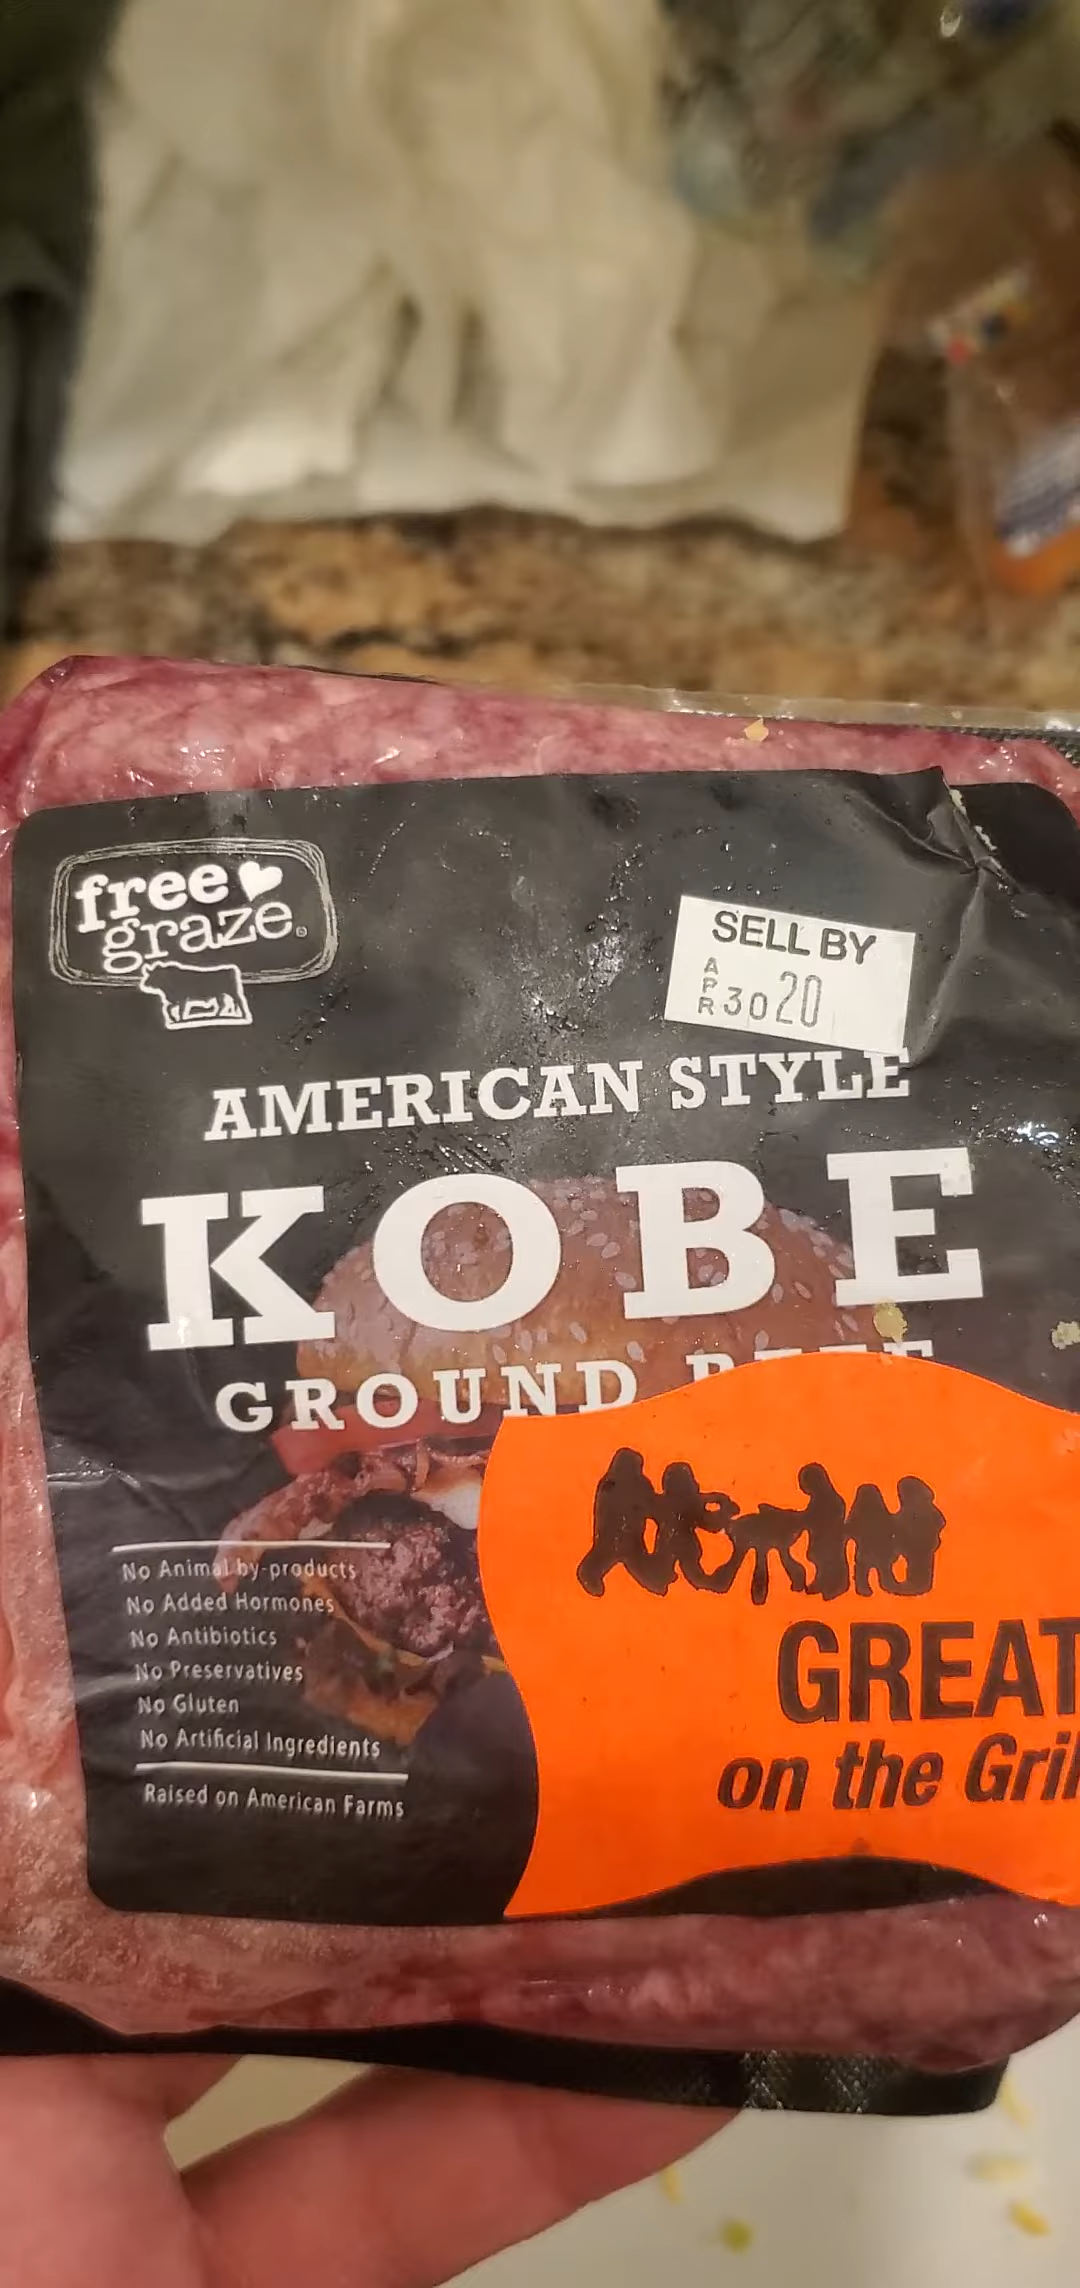 free
graze®
SELL BY
APR 30 20
AMERICAN STYLE
KOBE
GROUND
No Animal by-products
No Added Hormones
No Antibiotics
No Preservatives
No Gluten
No Artificial Ingredients
Raised on American Farms
GREAT
on the